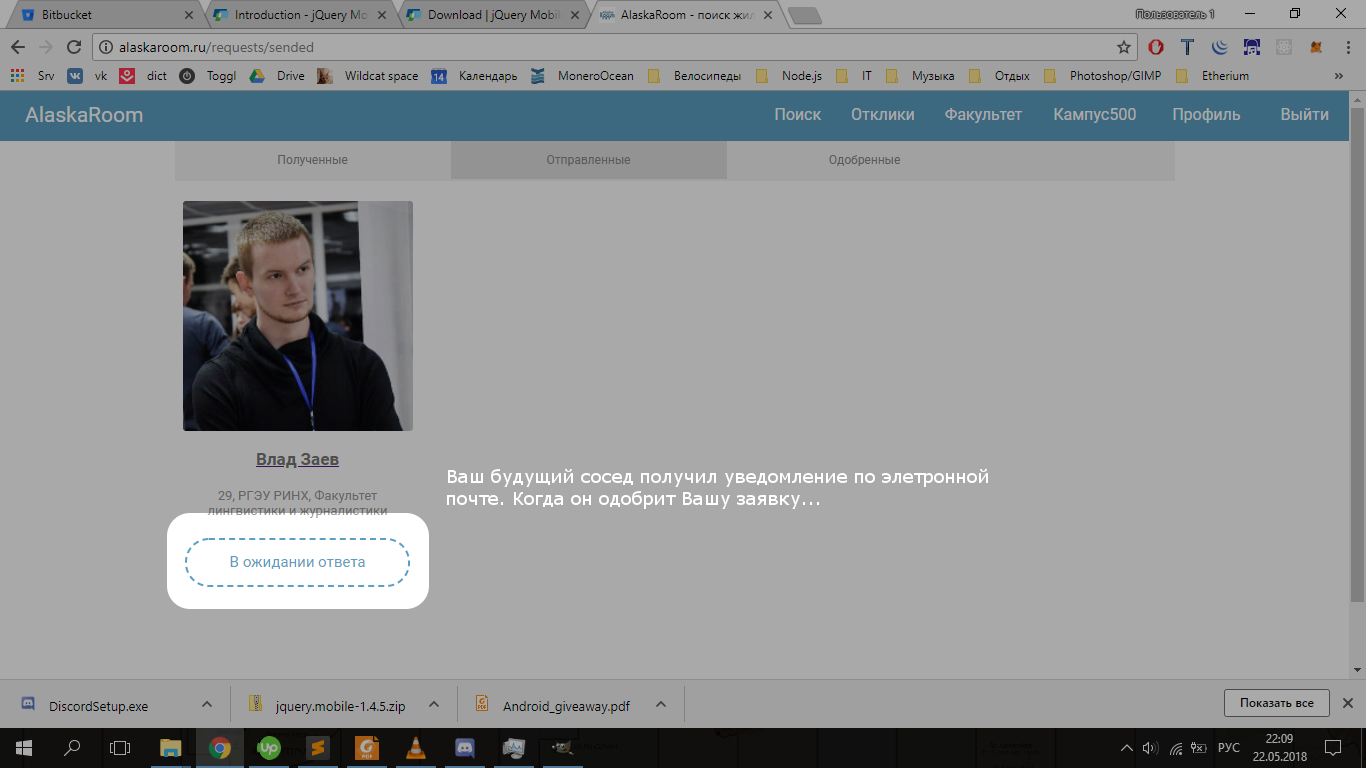 Bitbucket
Introduction - jQuery Mo
Download | jQuery Mobil
AlaskaRoom - поиск жил
Пользователь 1
alaskaroom.ru/requests/sended
Srv
vk
dict
Toggl
Drive
Wildcat space
14
Календарь
MoneroOcean
Велосипеды
Node.js
IT
Музыка
Отдых
Photoshop/GIMP
Etherium
»
AlaskaRoom
Поиск
Отклики
Факультет
Кампус500
Профиль
Выйти
Полученные
Отправленные
Одобренные
Влад Заев
29, РГЭУ РИНХ, Факультет
лингвистики и журналистики
Ваш будущий сосед получил уведомление по элетронной
почте. Когда он одобрит Вашу заявку...
В ожидании ответа
DiscordSetup.exe
jquery.mobile-1.4.5.zip
Android_giveaway.pdf
Показать все
РУС
22:09
22.05.2018